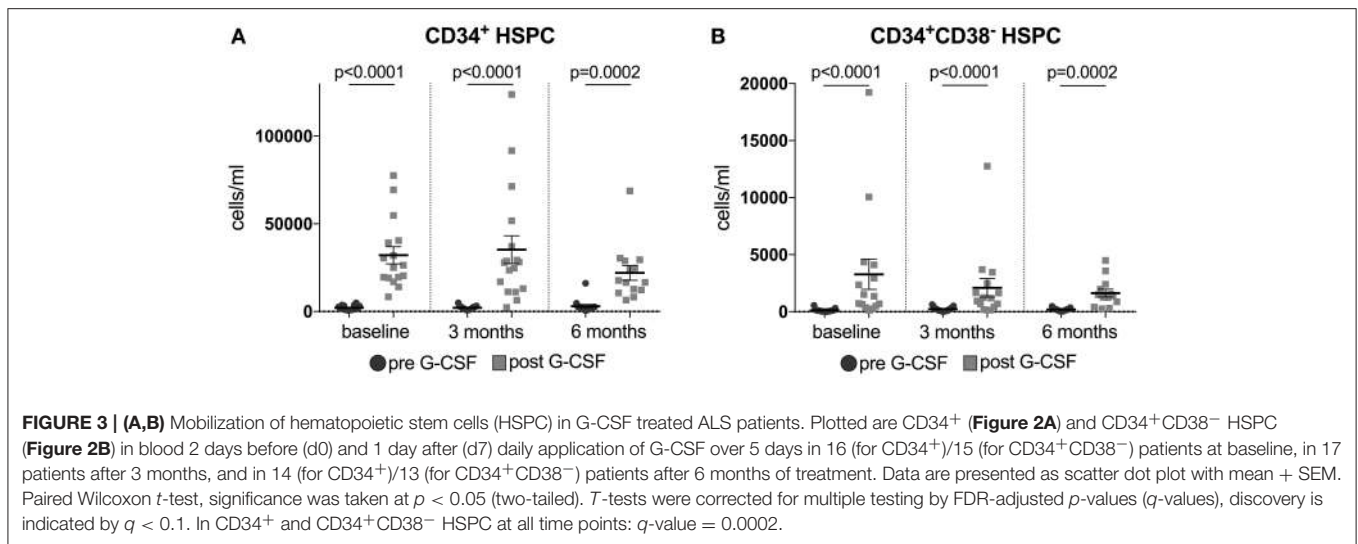 A
CD34+ HSPC
p<0.0001
p<0.0001
p=0.0002
cells/ml
100000
50000
0
baseline
3 months
6 months
pre G-CSF
post G-CSF
B
CD34+CD38- HSPC
p<0.0001
p<0.0001
p=0.0002
20000
15000
10000
5000
0
baseline
3 months
6 months
pre G-CSF
post G-CSF
FIGURE 3 | (A,B) Mobilization of hematopoietic stem cells (HSPC) in G-CSF treated ALS patients. Plotted are CD34+ (Figure 2A) and CD34+CD38− HSPC
(Figure 2B) in blood 2 days before (d0) and 1 day after (d7) daily application of G-CSF over 5 days in 16 (for CD34+)/15 (for CD34+CD38−) patients at baseline, in 17
patients after 3 months, and in 14 (for CD34+)/13 (for CD34+CD38−) patients after 6 months of treatment. Data are presented as scatter dot plot with mean + SEM.
Paired Wilcoxon t-test, significance was taken at p < 0.05 (two-tailed). T-tests were corrected for multiple testing by FDR-adjusted p-values (q-values), discovery is
indicated by q < 0.1. In CD34+ and CD34+CD38− HSPC at all time points: q-value = 0.0002.